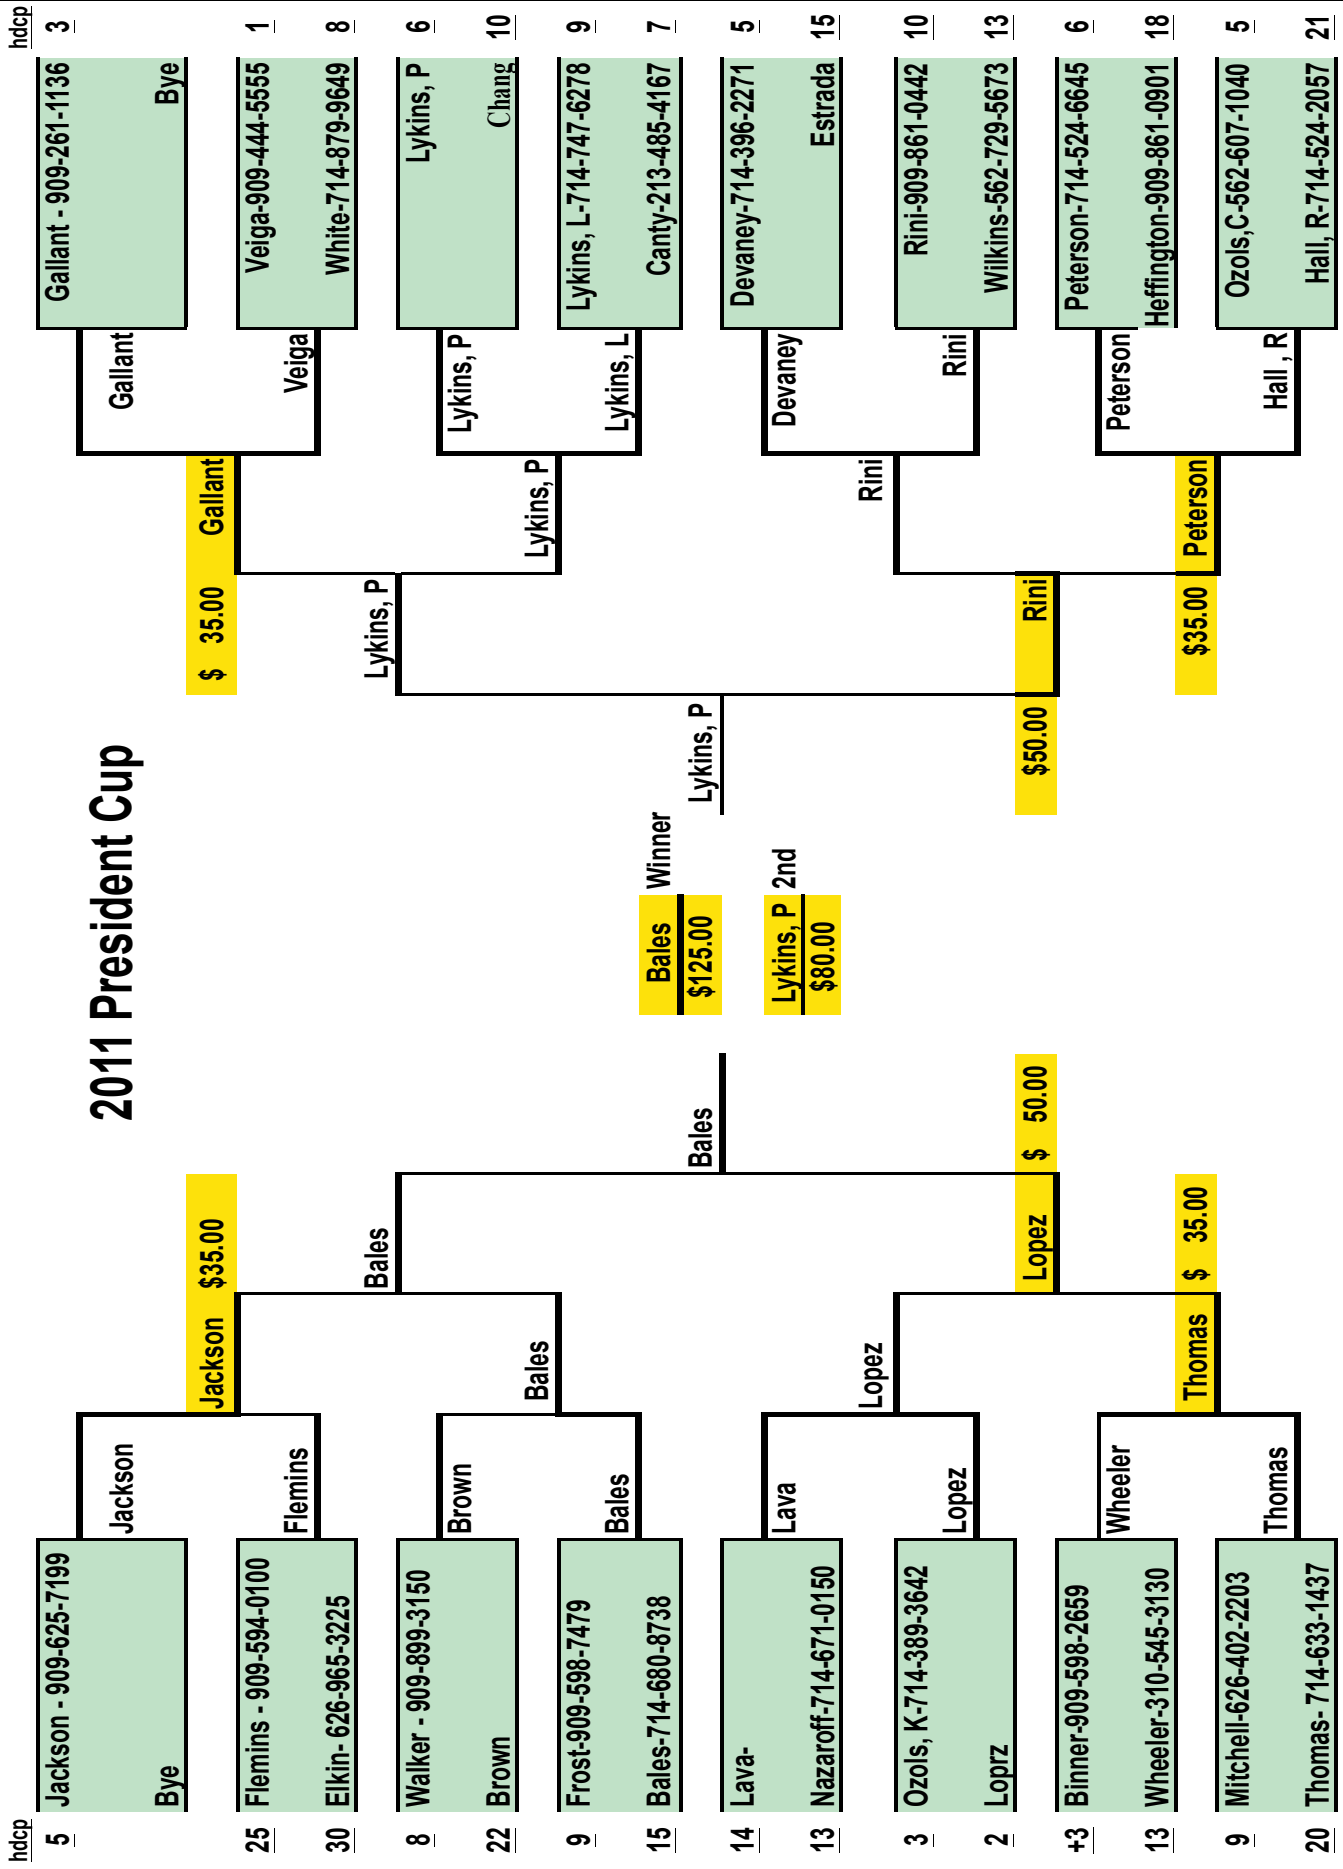 2011 President Cup
hdcp
5
Jackson - 909-625-7199
Bye
25
Flemins - 909-594-0100
30
Elkin- 626-965-3225
8
Walker - 909-899-3150
22
Brown
9
Frost-909-598-7479
15
Bales-714-680-8738
14
Lava-
13
Nazaroff-714-671-0150
3
Ozols, K-714-389-3642
2
Loprz
+3
Binner-909-598-2659
13
Wheeler-310-545-3130
9
Mitchell-626-402-2203
20
Thomas- 714-633-1437
Jackson
Flemins
Brown
Bales
Lava
Lopez
Wheeler
Thomas
Jackson $35.00
Bales
Lopez
Thomas $ 35.00
Bales
Lopez $ 50.00
Bales
Bales Winner
$125.00
Lykins, P 2nd
$80.00
Lykins, P
Lykins, P
$50.00 Rini
$ 35.00 Gallant
Lykins, P
Rini
$35.00 Peterson
Gallant
Veiga
Lykins, P
Lykins, L
Devaney
Rini
Peterson
Hall , R
hdcp
Gallant - 909-261-1136
3
Bye
Veiga-909-444-5555
1
White-714-879-9649
8
Lykins, P
6
Chang
10
Lykins, L-714-747-6278
9
Canty-213-485-4167
7
Devaney-714-396-2271
5
Estrada
15
Rini-909-861-0442
10
Wilkins-562-729-5673
13
Peterson-714-524-6645
6
Heffington-909-861-0901
18
Ozols,C-562-607-1040
5
Hall, R-714-524-2057
21